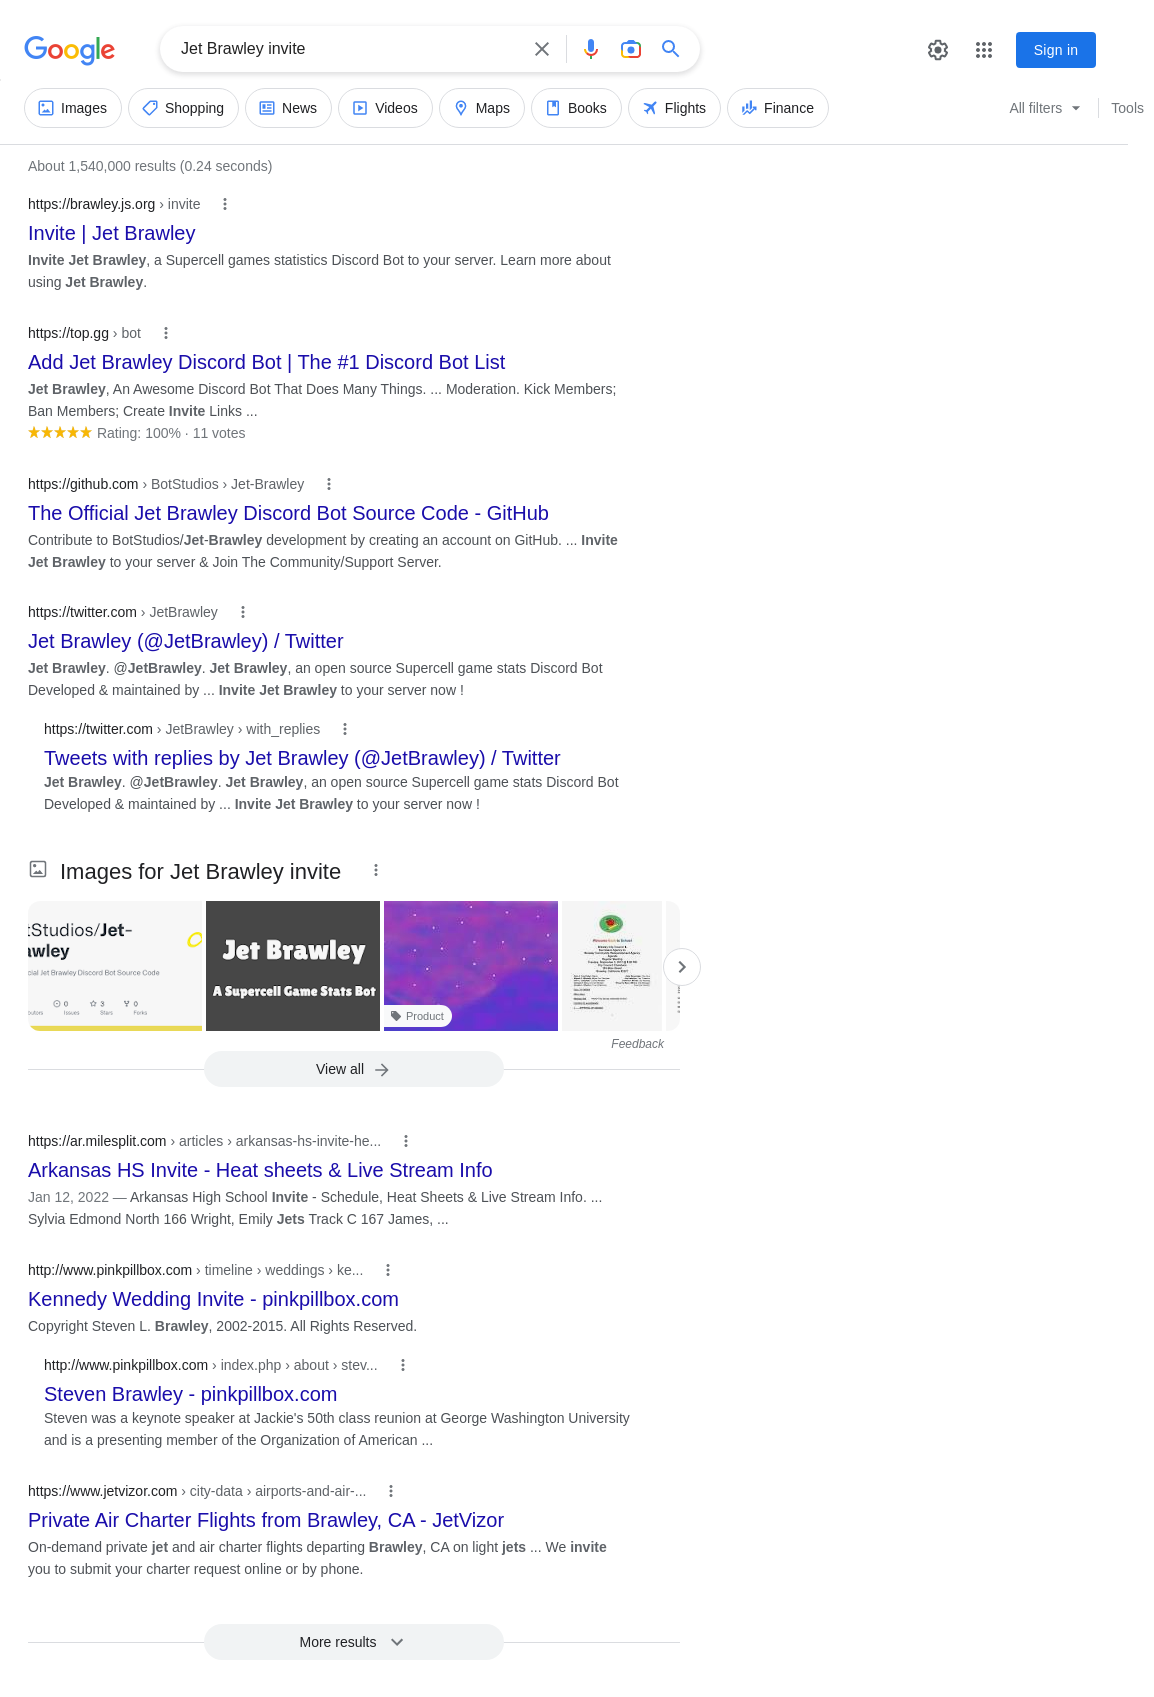 Google
Jet Brawley invite
Sign in
Images
Shopping
News
Videos
Maps
Books
Flights
Finance
All filters
Tools
About 1,540,000 results (0.24 seconds)
https://brawley.js.org › invite
Invite | Jet Brawley
Invite Jet Brawley, a Supercell games statistics Discord Bot to your server. Learn more about
using Jet Brawley.
https://top.gg › bot
Add Jet Brawley Discord Bot | The #1 Discord Bot List
Jet Brawley, An Awesome Discord Bot That Does Many Things. ... Moderation. Kick Members;
Ban Members; Create Invite Links ...
Rating: 100% · 11 votes
https://github.com › BotStudios › Jet-Brawley
The Official Jet Brawley Discord Bot Source Code - GitHub
Contribute to BotStudios/Jet-Brawley development by creating an account on GitHub. ... Invite
Jet Brawley to your server & Join The Community/Support Server.
https://twitter.com › JetBrawley
Jet Brawley (@JetBrawley) / Twitter
Jet Brawley. @JetBrawley. Jet Brawley, an open source Supercell game stats Discord Bot
Developed & maintained by ... Invite Jet Brawley to your server now !
https://twitter.com › JetBrawley › with_replies
Tweets with replies by Jet Brawley (@JetBrawley) / Twitter
Jet Brawley. @JetBrawley. Jet Brawley, an open source Supercell game stats Discord Bot
Developed & maintained by ... Invite Jet Brawley to your server now !
Images for Jet Brawley invite
tStudios/Jet-
awley
cial Jet Brawley Discord Bot Source Code
0
3
0
Issues
Stars
Forks
Jet Brawley
A Supercell Game Stats Bot
Product
Welcome Back to School!
Feedback
View all
https://ar.milesplit.com › articles › arkansas-hs-invite-he...
Arkansas HS Invite - Heat sheets & Live Stream Info
Jan 12, 2022 — Arkansas High School Invite - Schedule, Heat Sheets & Live Stream Info. ...
Sylvia Edmond North 166 Wright, Emily Jets Track C 167 James, ...
http://www.pinkpillbox.com › timeline › weddings › ke...
Kennedy Wedding Invite - pinkpillbox.com
Copyright Steven L. Brawley, 2002-2015. All Rights Reserved.
http://www.pinkpillbox.com › index.php › about › stev...
Steven Brawley - pinkpillbox.com
Steven was a keynote speaker at Jackie's 50th class reunion at George Washington University
and is a presenting member of the Organization of American ...
https://www.jetvizor.com › city-data › airports-and-air-...
Private Air Charter Flights from Brawley, CA - JetVizor
On-demand private jet and air charter flights departing Brawley, CA on light jets ... We invite
you to submit your charter request online or by phone.
More results